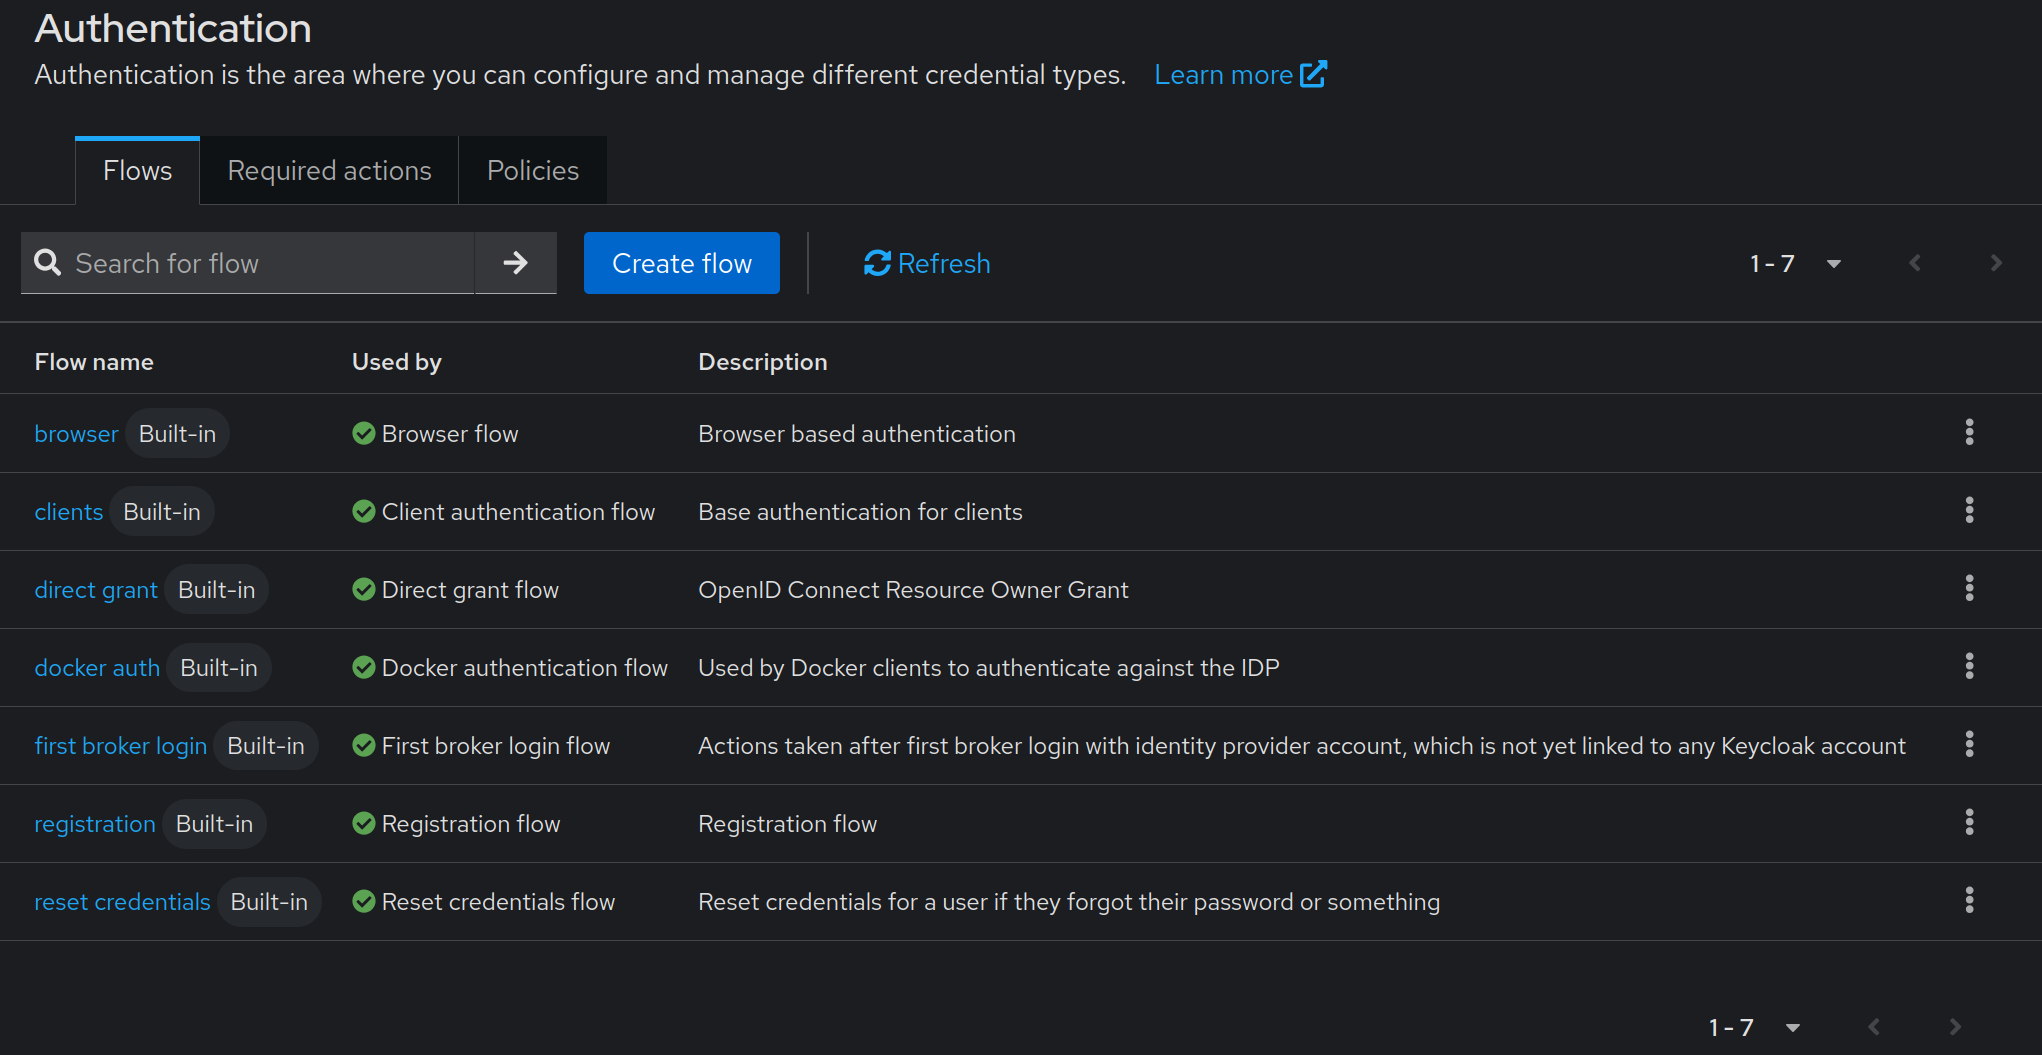 Authentication
Authentication is the area where you can configure and manage different credential types. Learn more
Flows Required actions Policies
Search for flow Create flow Refresh 1 - 7
Flow name Used by Description
browser Built-in Browser flow Browser based authentication
clients Built-in Client authentication flow Base authentication for clients
direct grant Built-in Direct grant flow OpenID Connect Resource Owner Grant
docker auth Built-in Docker authentication flow Used by Docker clients to authenticate against the IDP
first broker login Built-in First broker login flow Actions taken after first broker login with identity provider account, which is not yet linked to any Keycloak account
registration Built-in Registration flow Registration flow
reset credentials Built-in Reset credentials flow Reset credentials for a user if they forgot their password or something
1 - 7